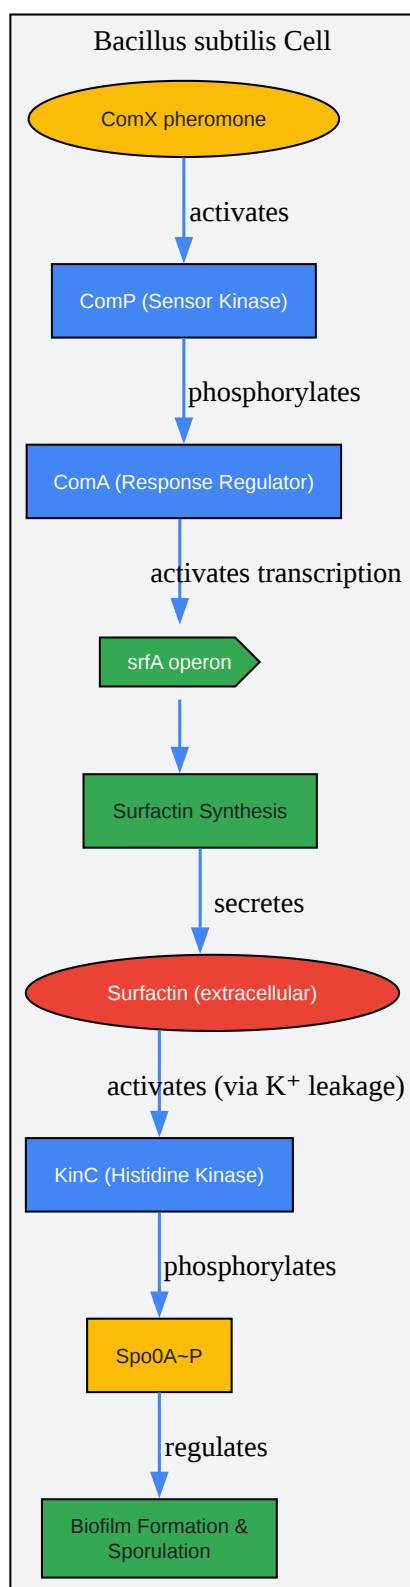 Bacillus subtilis Cell
ComX pheromone
activates
ComP (Sensor Kinase)
phosphorylates
ComA (Response Regulator)
activates transcription
srfA operon
Surfactin Synthesis
secretes
Surfactin (extracellular)
activates (via K⁺ leakage)
KinC (Histidine Kinase)
phosphorylates
Spo0A~P
regulates
Biofilm Formation &
Sporulation